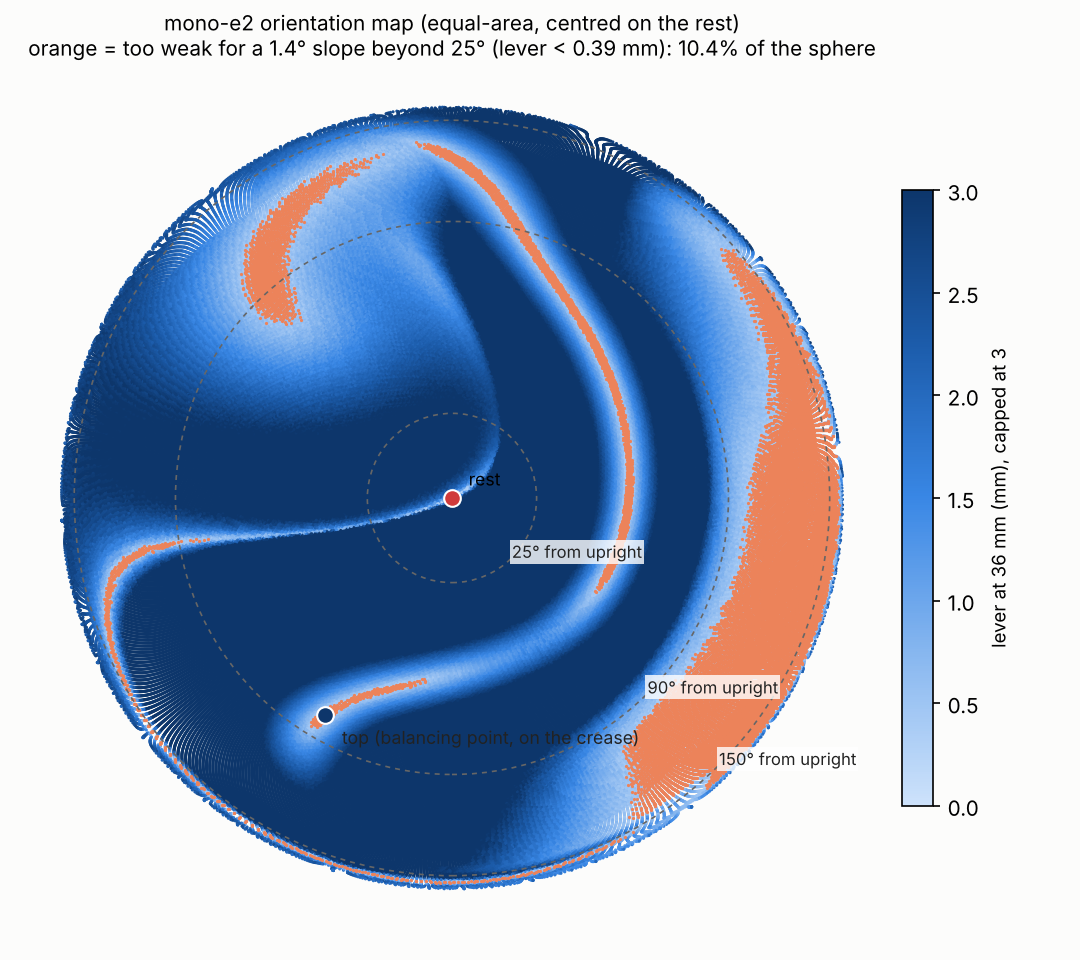 mono-e2 orientation map (equal-area, centred on the rest)
orange = too weak for a 1.4° slope beyond 25° (lever < 0.39 mm): 10.4% of the sphere
3.0
2.5
2.0
1.5
1.0
0.5
0.0
lever at 36 mm (mm), capped at 3
rest
25° from upright
90° from upright
top (balancing point, on the crease)
150° from upright